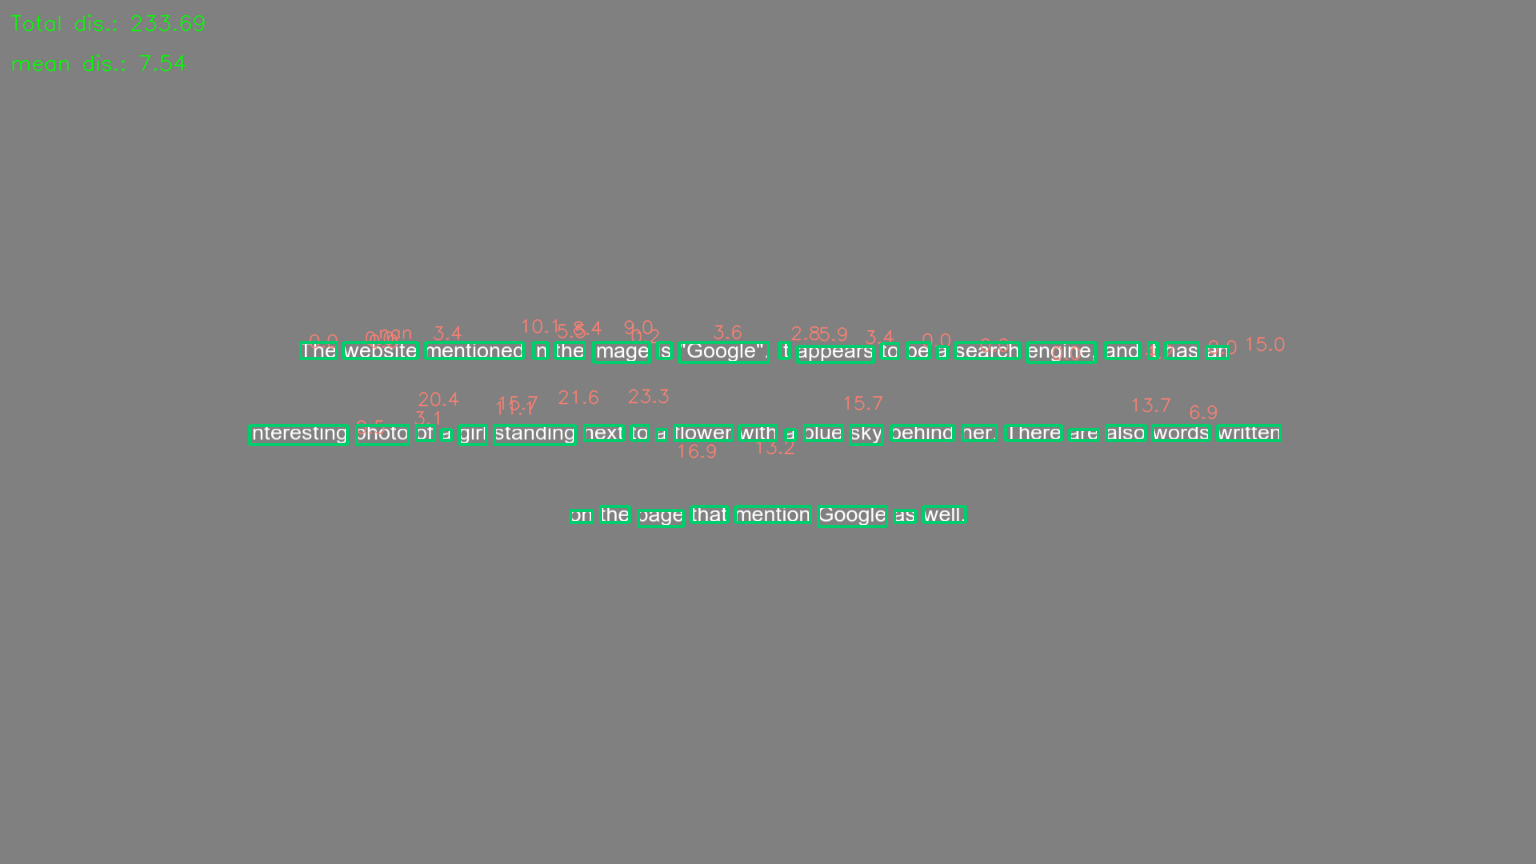 Total dis.: 233.69
mean dis.: 7.54
10.1 5.8 8.4 9.0 0.2 3.6 2.8 5.9 3.4 0.0
0.0 nan 3.4 15.0
The website mentioned in the image is "Google". It appears to be a search engine, and it has an
20.4 15.7 11.1 21.6 23.3 15.7 13.7 6.9
3.1
interesting photo of a girl standing next to a flower with a blue sky behind her. There are also words written
16.9 13.2
on the page that mention Google as well.